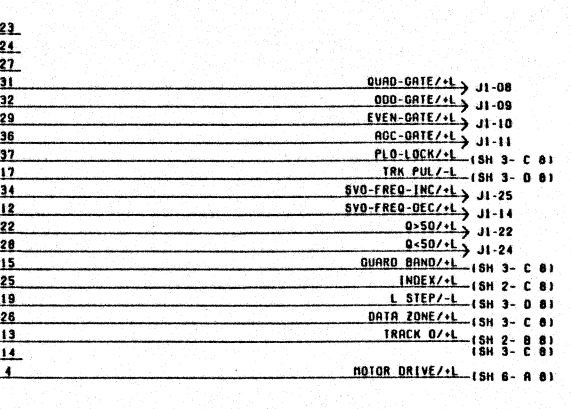 23
24
27
31 QUAD-GATE/+L J1-08
32 ODD-GATE/+L J1-09
29 EVEN-GATE/+L J1-10
36 AGC-GATE/+L J1-11
37 PLO-LOCK/+L (SH 3- C 8)
17 TRK PUL/-L (SH 3- D 8)
34 SVO-FREQ-INC/+L J1-25
12 SVO-FREQ-DEC/+L J1-14
22 Q>50/+L J1-22
28 Q<50/+L J1-24
15 GUARD BAND/+L (SH 3- C 8)
25 INDEX/+L (SH 2- C 8)
19 L STEP/-L (SH 3- D 8)
26 DATA ZONE/+L (SH 3- C 8)
13 TRACK 0/+L (SH 2- B 8)
14 (SH 3- C 8)
4 MOTOR DRIVE/+L (SH 6- A 8)